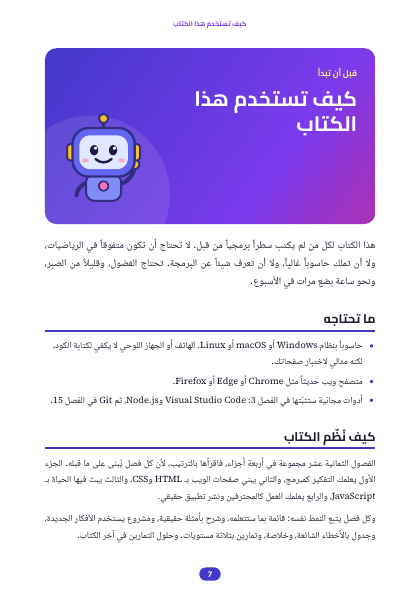 كيف تستخدم هذا الكتاب
قبل أن تبدأ
كيف تستخدم هذا
الكتاب
هذا الكتاب لكل من لم يكتب سطراً برمجياً من قبل. لا تحتاج أن تكون متفوقاً في الرياضيات،
ولا أن تملك حاسوباً غالياً، ولا أن تعرف شيئاً عن البرمجة. تحتاج الفضول، وقليلاً من الصبر،
ونحو ساعة بضع مرات في الأسبوع.
ما تحتاجه
• حاسوباً بنظام Windows أو macOS أو Linux. الهاتف أو الجهاز اللوحي لا يكفي لكتابة الكود،
لكنه مثالي لاختبار صفحاتك.
• متصفح ويب حديثاً مثل Chrome أو Edge أو Firefox.
• أدوات مجانية ستثبّتها في الفصل 3: Visual Studio Code وNode.js، ثم Git في الفصل 15.
كيف نُظّم الكتاب
الفصول الثمانية عشر مجموعة في أربعة أجزاء، فاقرأها بالترتيب، لأن كل فصل يُبنى على ما قبله. الجزء
الأول يعلمك التفكير كمبرمج، والثاني يبني صفحات الويب بـ HTML وCSS، والثالث يبث فيها الحياة بـ
JavaScript، والرابع يعلمك العمل كالمحترفين ونشر تطبيق حقيقي.
وكل فصل يتبع النمط نفسه: قائمة بما ستتعلمه، وشرح بأمثلة حقيقية، ومشروع يستخدم الأفكار الجديدة،
وجدول بالأخطاء الشائعة، وخلاصة، وتمارين بثلاثة مستويات. وحلول التمارين في آخر الكتاب.
7